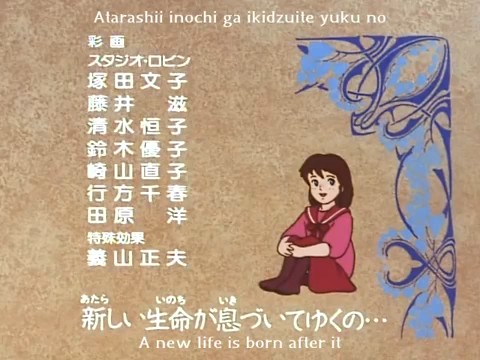 Atarashii inochi ga ikidzuite yuku no
彩画
スタジオ・ロビン
塚田文子
藤井 滋
清水恒子
鈴木優子
崎山直子
行方千春
田原 洋
特殊効果
義山正夫
あたら いのち いき
新しい生命が息づいてゆくの…
A new life is born after it